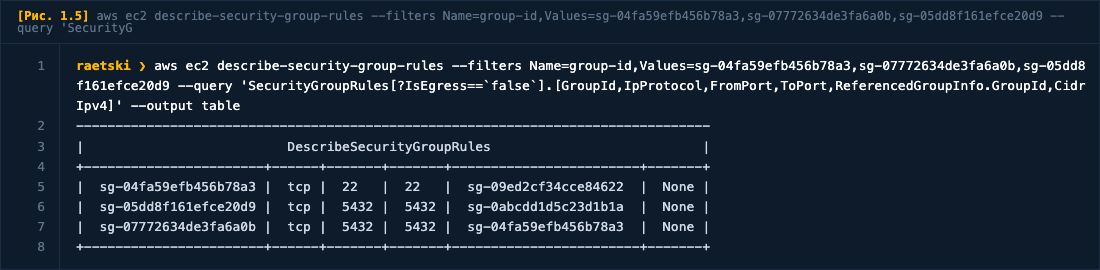 [Рис. 1.5] aws ec2 describe-security-group-rules --filters Name=group-id,Values=sg-04fa59efb456b78a3,sg-07772634de3fa6a0b,sg-05dd8f161efce20d9 --
query 'SecurityG
1 raetski ❯ aws ec2 describe-security-group-rules --filters Name=group-id,Values=sg-04fa59efb456b78a3,sg-07772634de3fa6a0b,sg-05dd8
f161efce20d9 --query 'SecurityGroupRules[?IsEgress==`false`].[GroupId,IpProtocol,FromPort,ToPort,ReferencedGroupInfo.GroupId,Cidr
Ipv4]' --output table
2 -------------------------------------------------------------------------------
3 |                          DescribeSecurityGroupRules                           |
4 +-----------------------+------+-------+-------+------------------------+-------+
5 |  sg-04fa59efb456b78a3 |  tcp |  22   |  22   |  sg-09ed2cf34cce84622  |  None |
6 |  sg-05dd8f161efce20d9 |  tcp |  5432 |  5432 |  sg-0abcdd1d5c23d1b1a  |  None |
7 |  sg-07772634de3fa6a0b |  tcp |  5432 |  5432 |  sg-04fa59efb456b78a3  |  None |
8 +-----------------------+------+-------+-------+------------------------+-------+